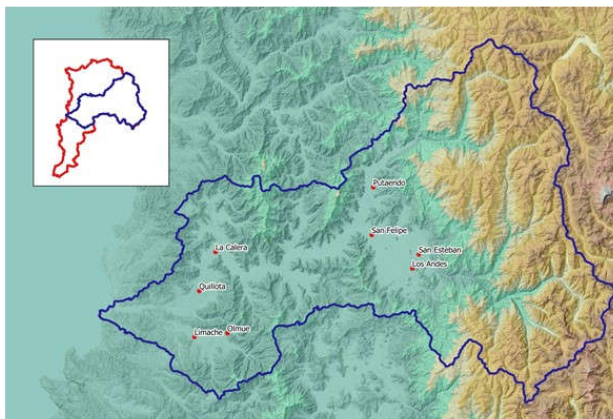 Putaendo
San Felipe
San Esteban
La Calera
Los Andes
Quillota
Limache
Olmue